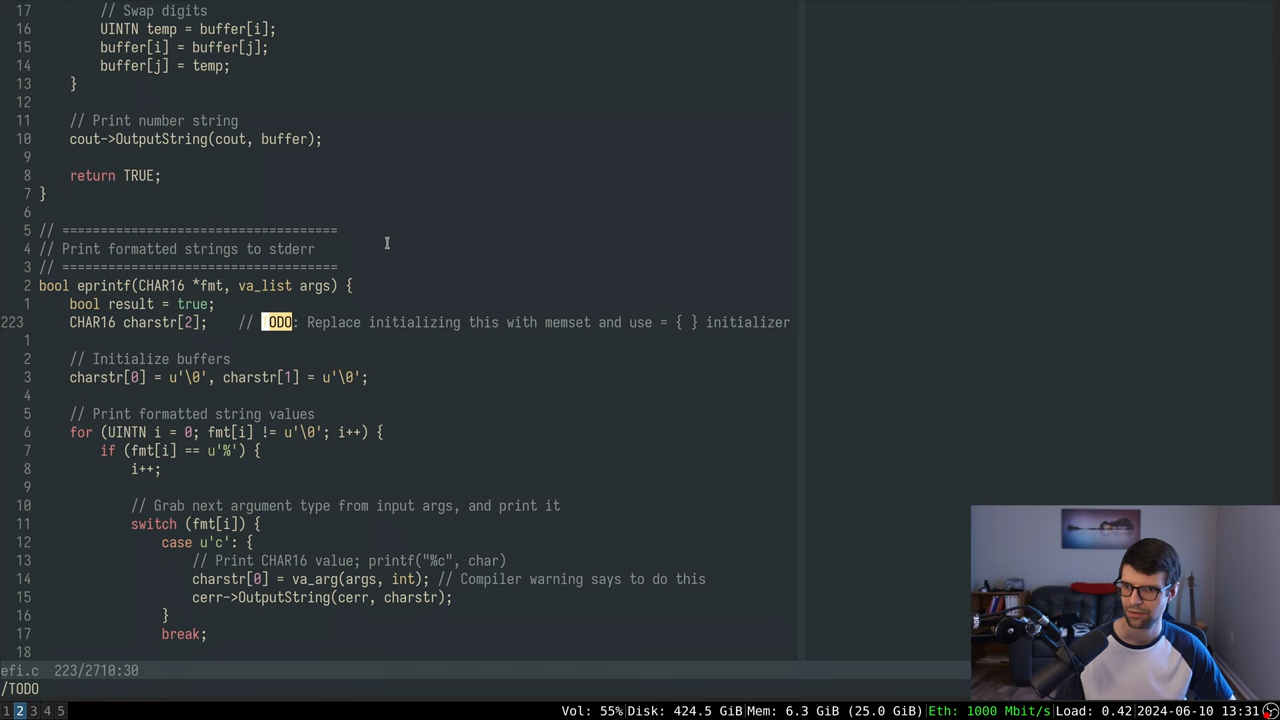 17         // Swap digits
16         UINTN temp = buffer[i];
15         buffer[i] = buffer[j];
14         buffer[j] = temp;
13     }
12
11     // Print number string
10     cout->OutputString(cout, buffer);
9
8     return TRUE;
7 }
6
5 // ====================================
4 // Print formatted strings to stderr
3 // ====================================
2 bool eprintf(CHAR16 *fmt, va_list args) {
1     bool result = true;
223     CHAR16 charstr[2];    // TODO: Replace initializing this with memset and use = { } initializer
1
2     // Initialize buffers
3     charstr[0] = u'\0', charstr[1] = u'\0';
4
5     // Print formatted string values
6     for (UINTN i = 0; fmt[i] != u'\0'; i++) {
7         if (fmt[i] == u'%') {
8             i++;
9
10             // Grab next argument type from input args, and print it
11             switch (fmt[i]) {
12                 case u'c': {
13                     // Print CHAR16 value; printf("%c", char)
14                     charstr[0] = va_arg(args, int); // Compiler warning says to do this
15                     cerr->OutputString(cerr, charstr);
16                 }
17                 break;
18
efi.c  223/2710:30
/TODO
1 2 3 4 5 Vol: 55%|Disk: 424.5 GiB|Mem: 6.3 GiB (25.0 GiB)|Eth: 1000 Mbit/s|Load: 0.42|2024-06-10 13:31